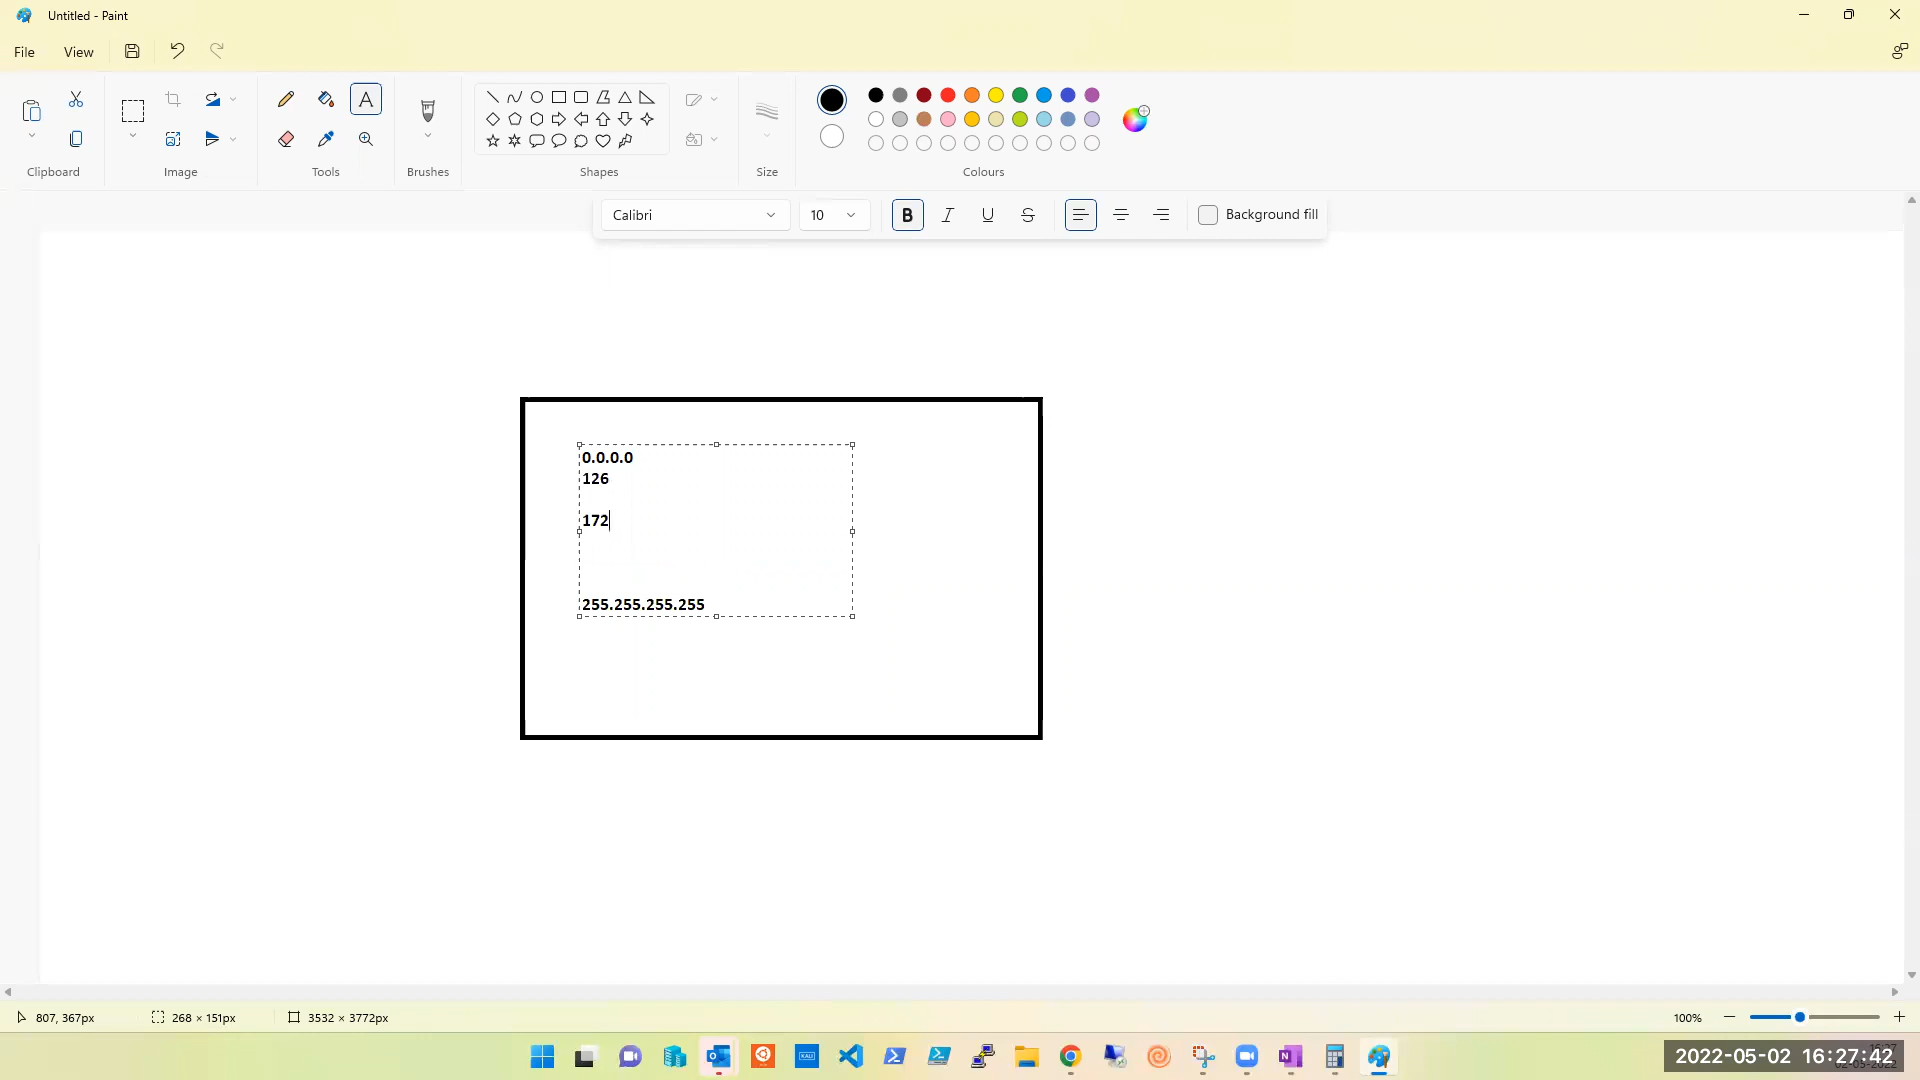 Untitled - Paint
File View
Clipboard Image Tools Brushes Shapes Size Colours
Calibri 10 B I U S Background fill
0.0.0.0
126
172
255.255.255.255
807, 367px 268 × 151px 3532 × 3772px 100%
2022-05-02 16:27:42